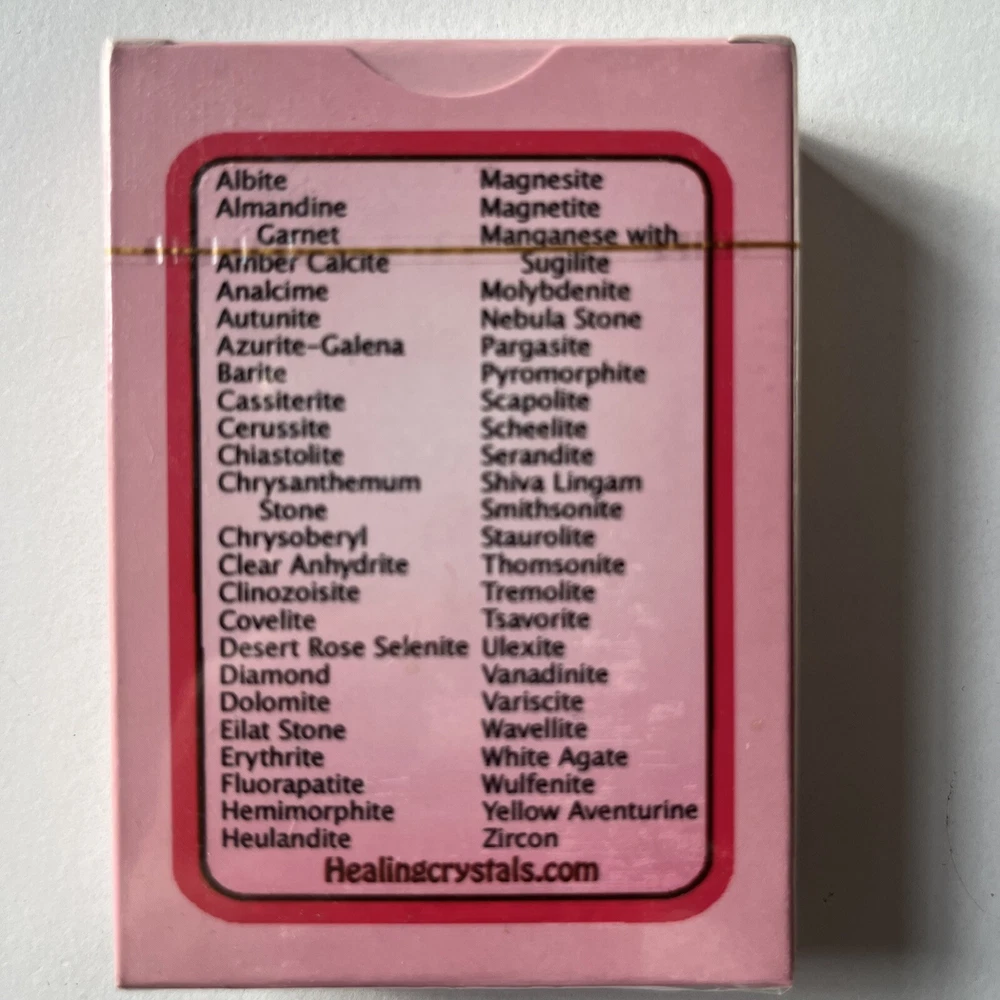 Albite
Almandine
Garnet
Amber Calcite
Analcime
Autunite
Azurite-Galena
Barite
Cassiterite
Cerussite
Chiastolite
Chrysanthemum
Stone
Chrysoberyl
Clear Anhydrite
Clinozoisite
Covelite
Desert Rose Selenite
Diamond
Dolomite
Eilat Stone
Erythrite
Fluorapatite
Hemimorphite
Heulandite
Magnesite
Magnetite
Manganese with
Sugilite
Molybdenite
Nebula Stone
Pargasite
Pyromorphite
Scapolite
Scheelite
Serandite
Shiva Lingam
Smithsonite
Staurolite
Thomsonite
Tremolite
Tsavorite
Ulexite
Vanadinite
Variscite
Wavellite
White Agate
Wulfenite
Yellow Aventurine
Zircon
Healingcrystals.com